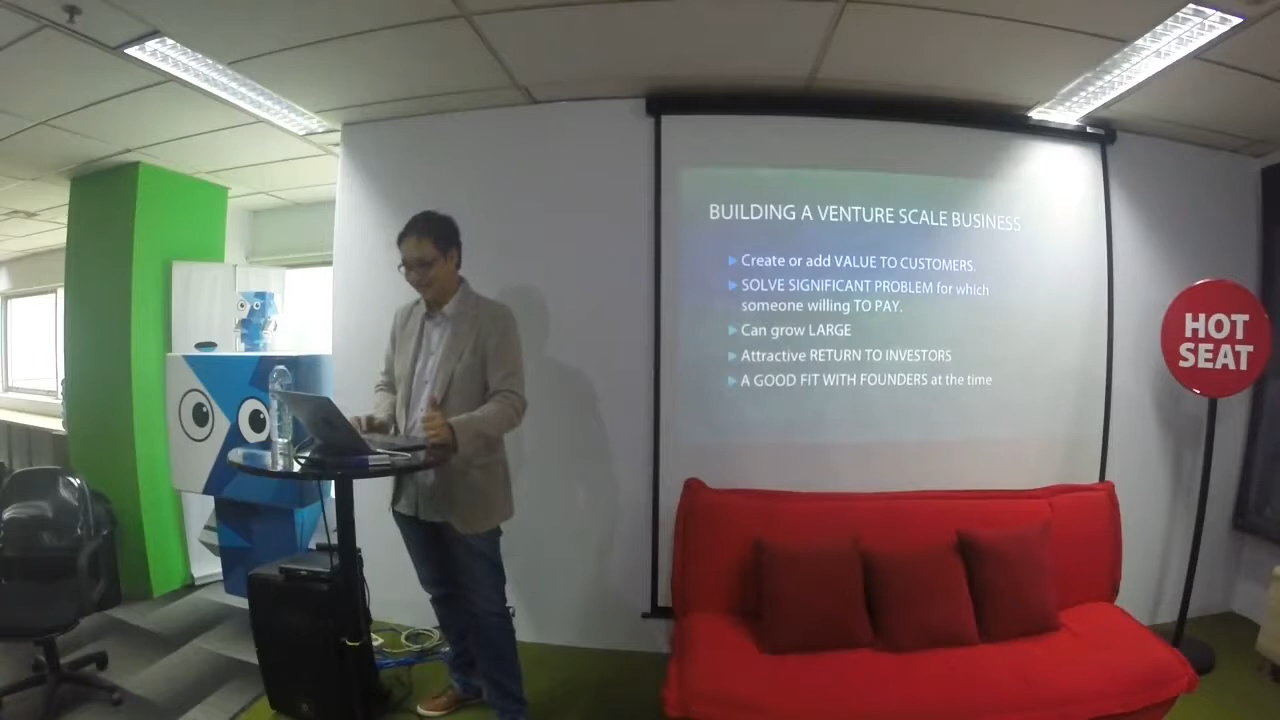 BUILDING A VENTURE SCALE BUSINESS
Create or add VALUE TO CUSTOMERS.
SOLVE SIGNIFICANT PROBLEM for which
someone willing TO PAY.
Can grow LARGE
Attractive RETURN TO INVESTORS
A GOOD FIT WITH FOUNDERS at the time
HOT
SEAT